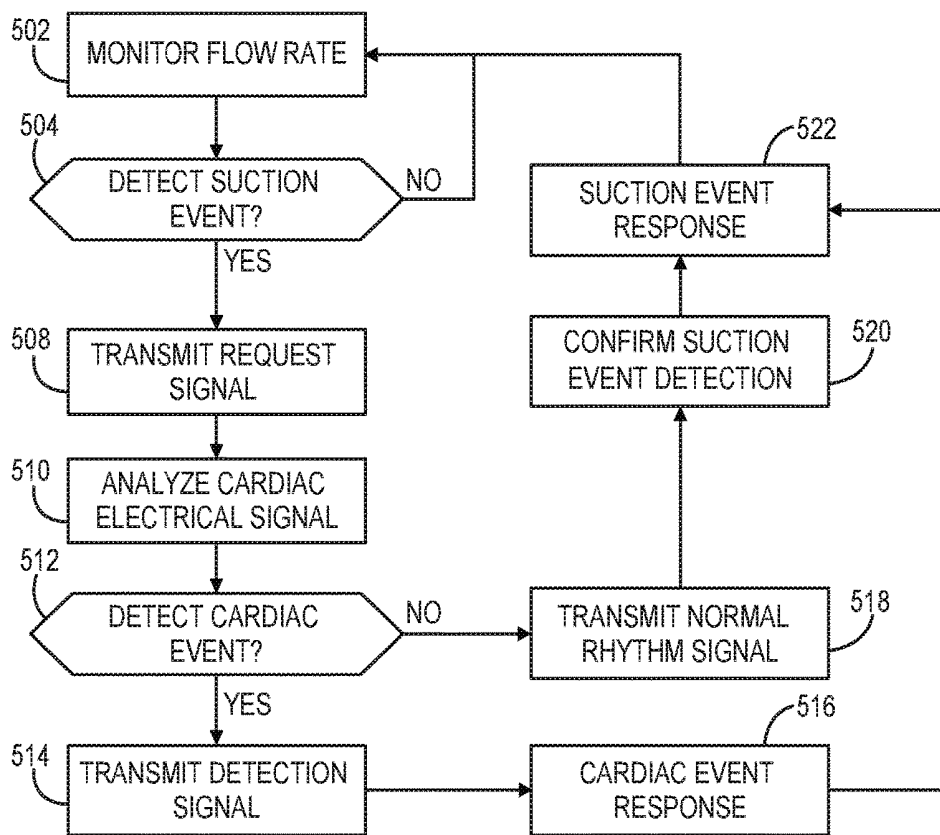 502
MONITOR FLOW RATE
504
DETECT SUCTION
EVENT?
NO
YES
522
SUCTION EVENT
RESPONSE
508
TRANSMIT REQUEST
SIGNAL
CONFIRM SUCTION
EVENT DETECTION
520
510
ANALYZE CARDIAC
ELECTRICAL SIGNAL
512
DETECT CARDIAC
EVENT?
NO
YES
TRANSMIT NORMAL
RHYTHM SIGNAL
518
514
TRANSMIT DETECTION
SIGNAL
516
CARDIAC EVENT
RESPONSE